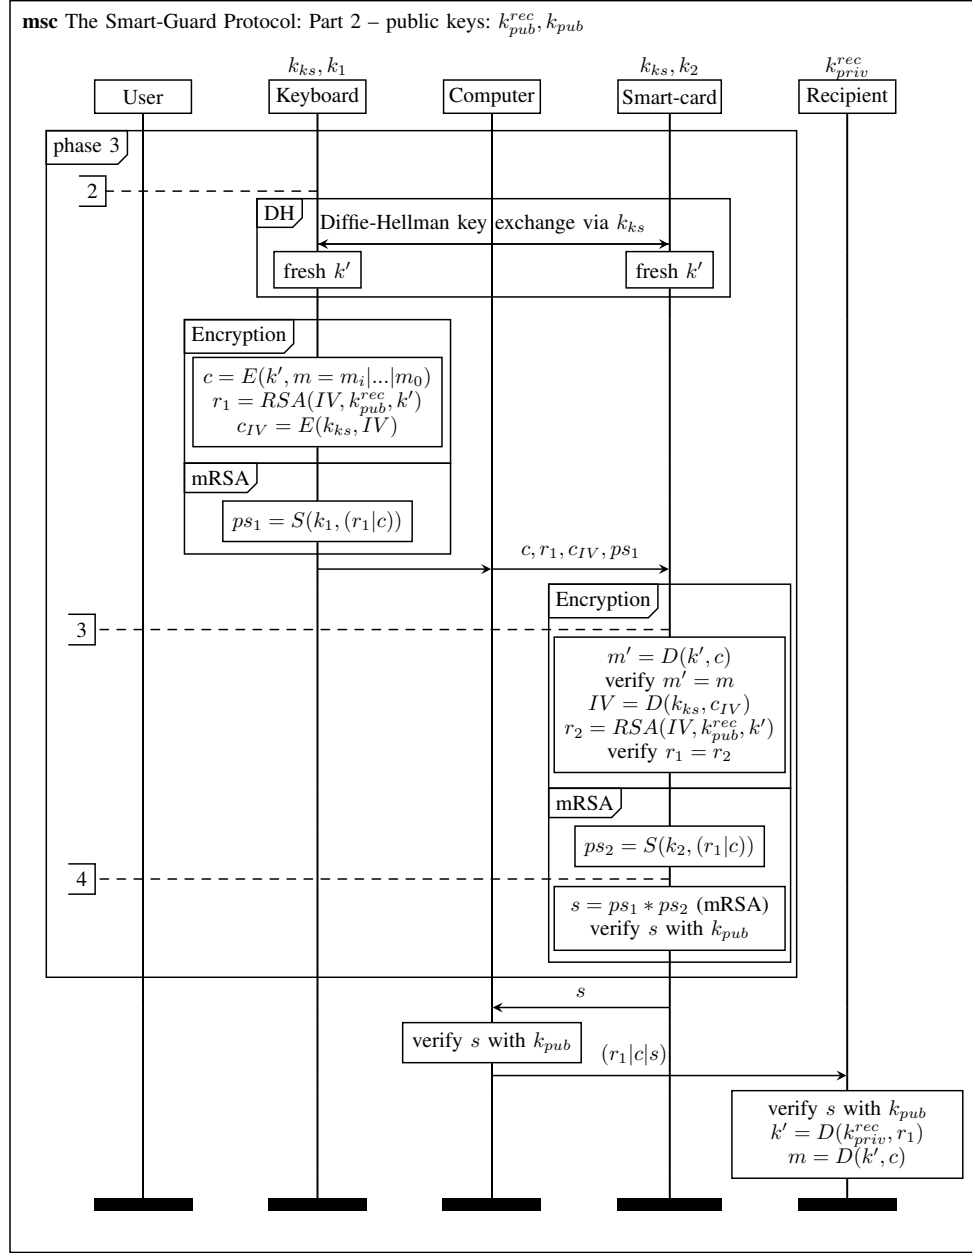 msc The Smart-Guard Protocol: Part 2 – public keys: $k_{pub}^{rec}, k_{pub}$
$k_{ks}, k_1$
$k_{ks}, k_2$
$k_{priv}^{rec}$
User
Keyboard
Computer
Smart-card
Recipient
phase 3
2
DH
Diffie-Hellman key exchange via $k_{ks}$
fresh $k'$
fresh $k'$
Encryption
$c = E(k', m = m_i|...|m_0)$
$r_1 = RSA(IV, k_{pub}^{rec}, k')$
$c_{IV} = E(k_{ks}, IV)$
mRSA
$ps_1 = S(k_1, (r_1|c))$
$c, r_1, c_{IV}, ps_1$
Encryption
3
$m' = D(k', c)$
verify $m' = m$
$IV = D(k_{ks}, c_{IV})$
$r_2 = RSA(IV, k_{pub}^{rec}, k')$
verify $r_1 = r_2$
mRSA
$ps_2 = S(k_2, (r_1|c))$
4
$s = ps_1 * ps_2$ (mRSA)
verify $s$ with $k_{pub}$
$s$
verify $s$ with $k_{pub}$
$(r_1|c|s)$
verify $s$ with $k_{pub}$
$k' = D(k_{priv}^{rec}, r_1)$
$m = D(k', c)$